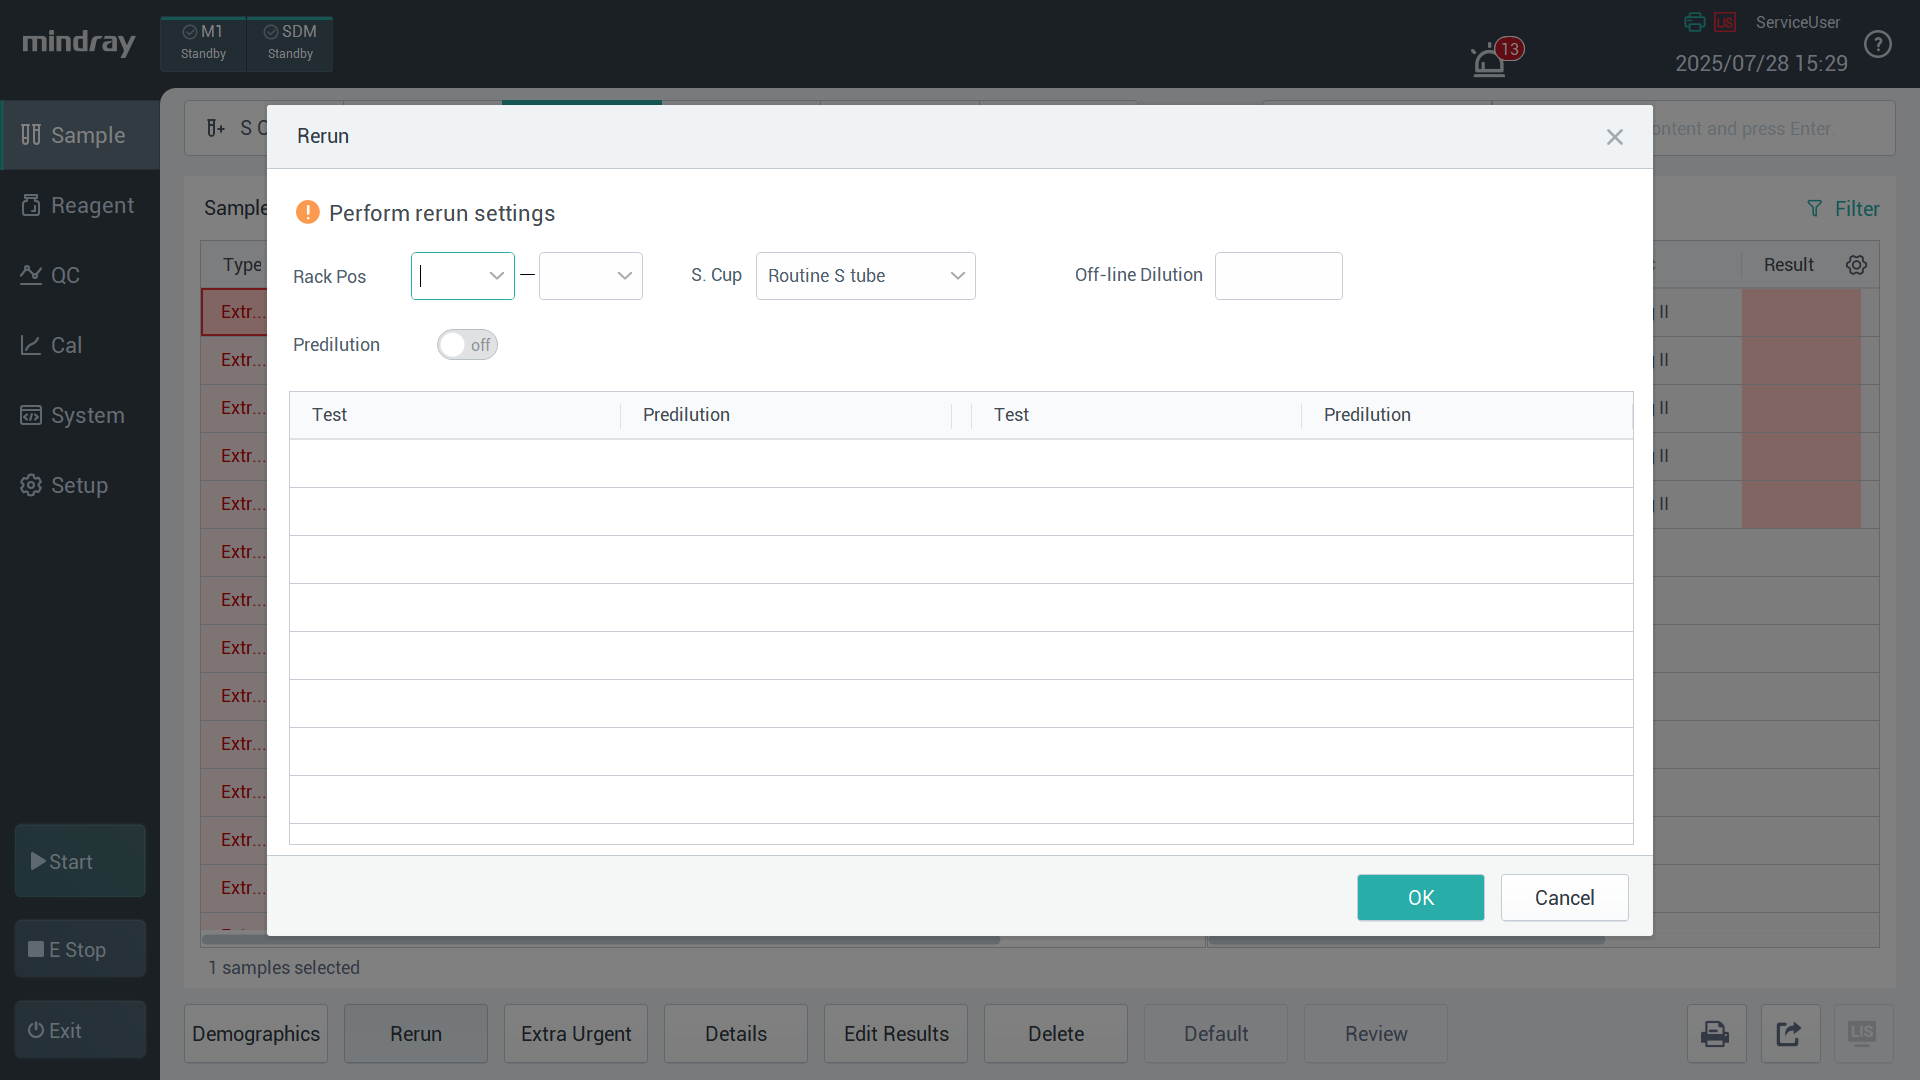 mindray
M1
Standby
SDM
Standby
13
LIS
ServiceUser
2025/07/28 15:29
?
Sample
Reagent
QC
Cal
System
Setup
Start
E Stop
Exit
S
ontent and press Enter.
Sample
Filter
Type
Result
Extr...
II
Extr...
II
Extr...
II
Extr...
II
Extr...
II
Extr...
Extr...
Extr...
Extr...
Extr...
Extr...
Extr...
Extr...
Rerun
Perform rerun settings
Rack Pos
—
S. Cup
Routine S tube
Off-line Dilution
Predilution
off
Test
Predilution
Test
Predilution
OK
Cancel
1 samples selected
Demographics
Rerun
Extra Urgent
Details
Edit Results
Delete
Default
Review
LIS